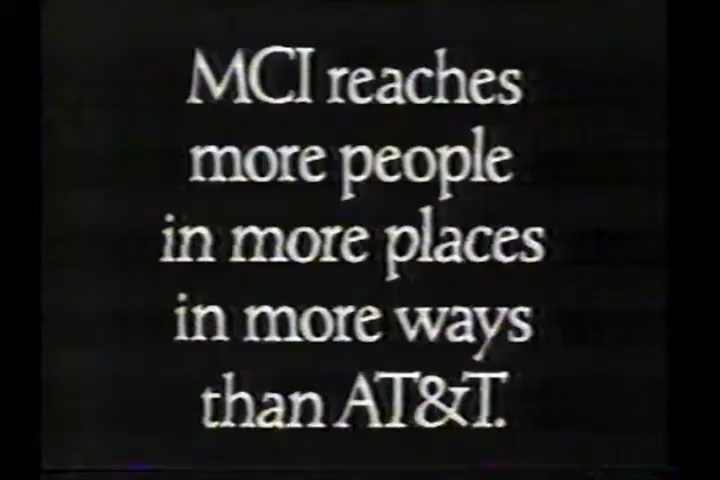 MCI reaches
more people
in more places
in more ways
than AT&T.